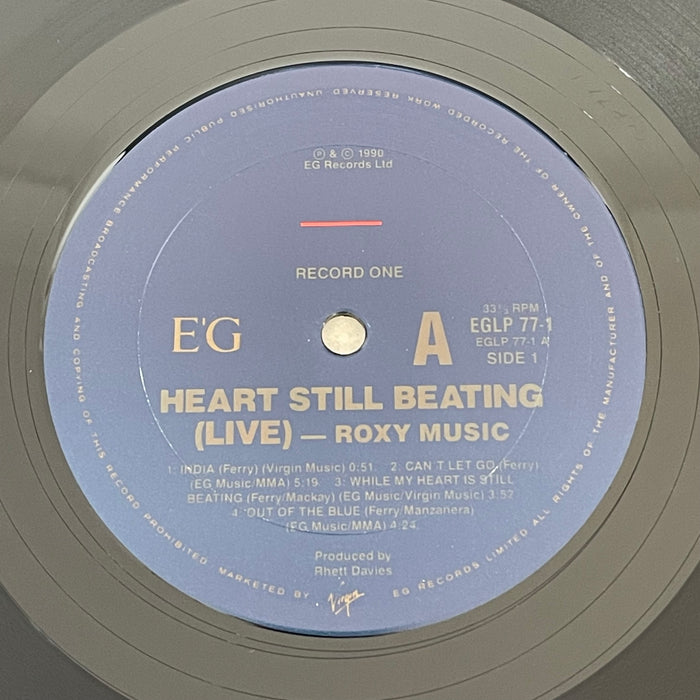 ALL RIGHTS OF THE MANUFACTURER AND OF THE OWNER OF THE RECORDED WORK RESERVED UNAUTHORISED PUBLIC PERFORMANCE BROADCASTING AND COPYING OF THIS RECORD PROHIBITED
℗ & © 1990
EG Records Ltd
RECORD ONE
E'G
A
33⅓ RPM
EGLP 77-1
EGLP 77-1 A
SIDE 1
HEART STILL BEATING
(LIVE) — ROXY MUSIC
1: INDIA (Ferry) (Virgin Music) 0:51. 2: CAN'T LET GO (Ferry)
(EG Music/MMA) 5:19. 3: WHILE MY HEART IS STILL
BEATING (Ferry/Mackay) (EG Music/Virgin Music) 3:52
4: OUT OF THE BLUE (Ferry/Manzanera)
(EG Music/MMA) 4:24.
Produced by
Rhett Davies
MARKETED BY Virgin EG RECORDS LIMITED